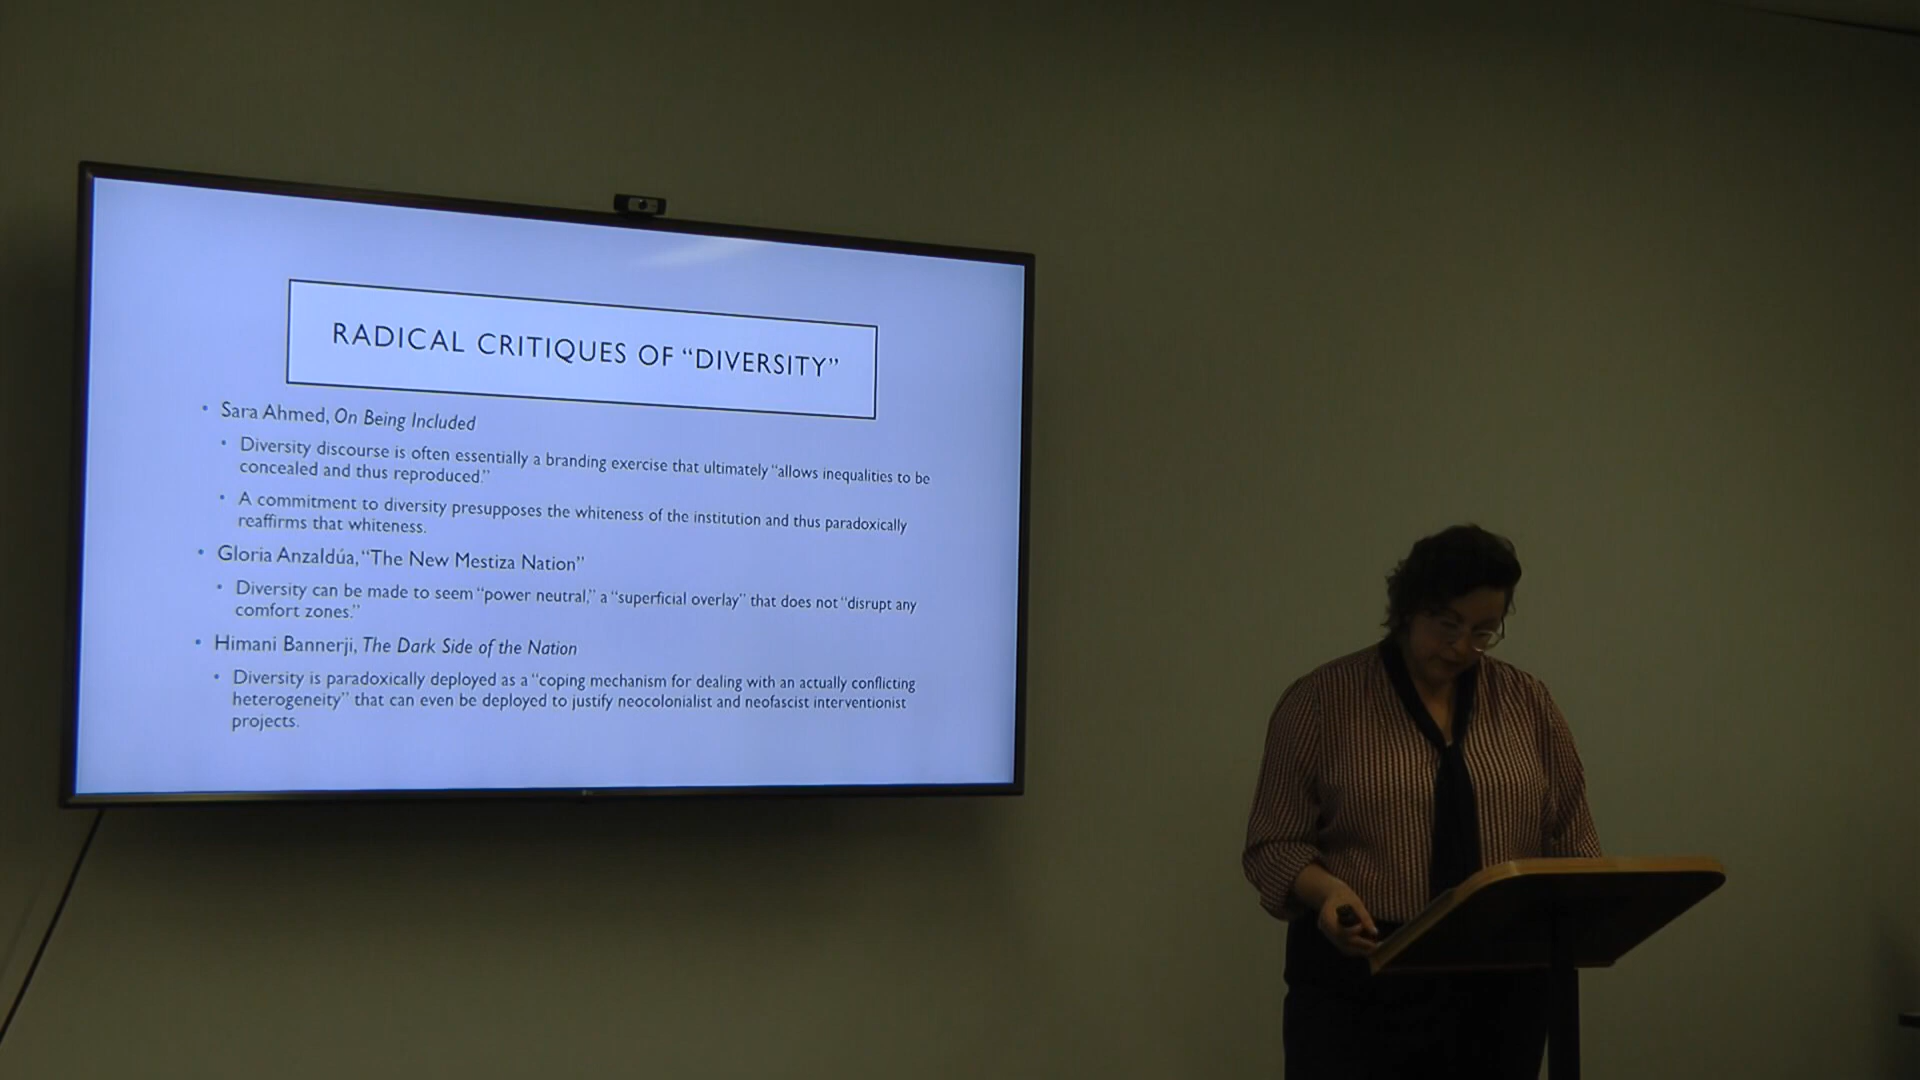 RADICAL CRITIQUES OF “DIVERSITY”
• Sara Ahmed, On Being Included
• Diversity discourse is often essentially a branding exercise that ultimately “allows inequalities to be
concealed and thus reproduced.”
• A commitment to diversity presupposes the whiteness of the institution and thus paradoxically
reaffirms that whiteness.
• Gloria Anzaldúa, “The New Mestiza Nation”
• Diversity can be made to seem “power neutral,” a “superficial overlay” that does not “disrupt any
comfort zones.”
• Himani Bannerji, The Dark Side of the Nation
• Diversity is paradoxically deployed as a “coping mechanism for dealing with an actually conflicting
heterogeneity” that can even be deployed to justify neocolonialist and neofascist interventionist
projects.